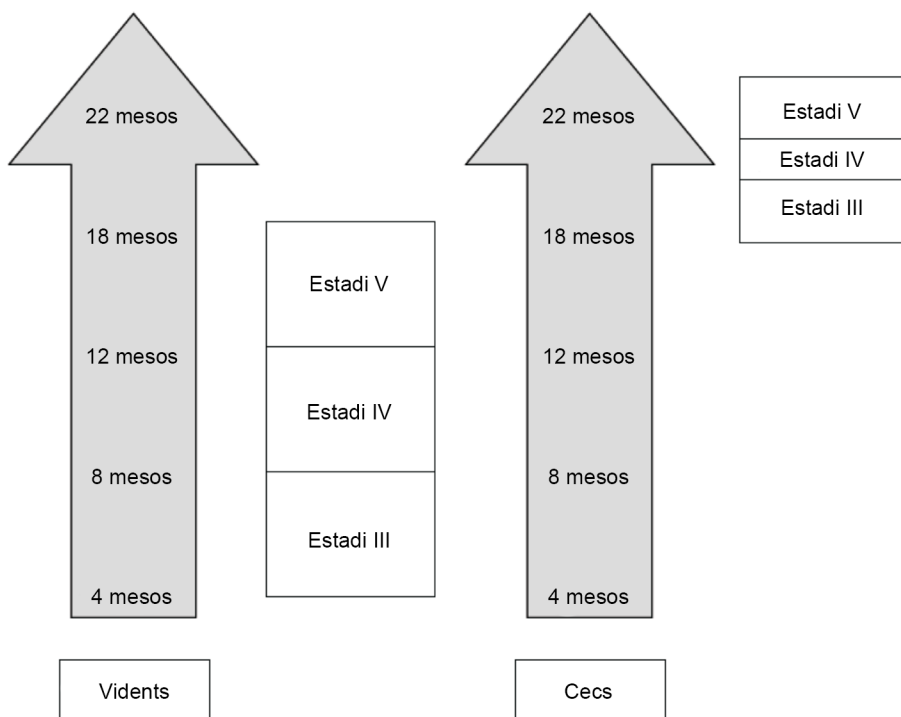 22 mesos
18 mesos
12 mesos
8 mesos
4 mesos
Estadi V
Estadi IV
Estadi III
Vidents
22 mesos
18 mesos
12 mesos
8 mesos
4 mesos
Estadi V
Estadi IV
Estadi III
Cecs